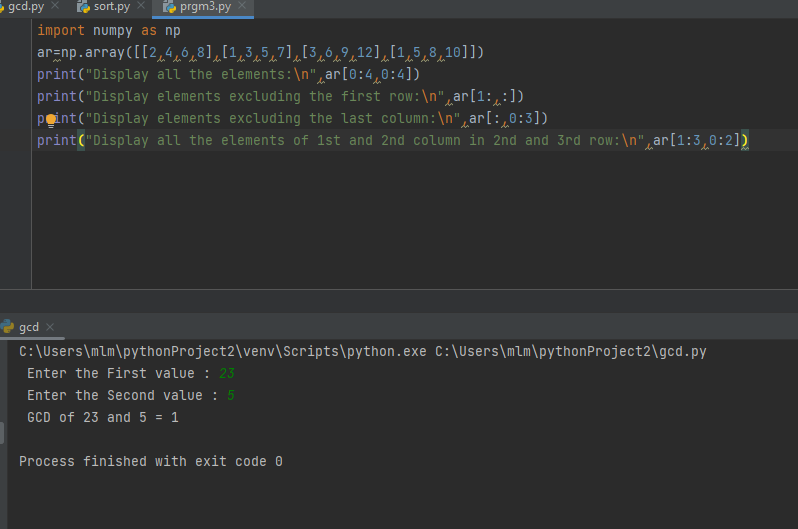 gcd.py × sort.py × prgm3.py ×
import numpy as np
ar=np.array([[2,4,6,8],[1,3,5,7],[3,6,9,12],[1,5,8,10]])
print("Display all the elements:\n",ar[0:4,0:4])
print("Display elements excluding the first row:\n",ar[1:,:])
print("Display elements excluding the last column:\n",ar[:,0:3])
print("Display all the elements of 1st and 2nd column in 2nd and 3rd row:\n",ar[1:3,0:2])
gcd ×
C:\Users\mlm\pythonProject2\venv\Scripts\python.exe C:\Users\mlm\pythonProject2\gcd.py
Enter the First value : 23
Enter the Second value : 5
GCD of 23 and 5 = 1
Process finished with exit code 0